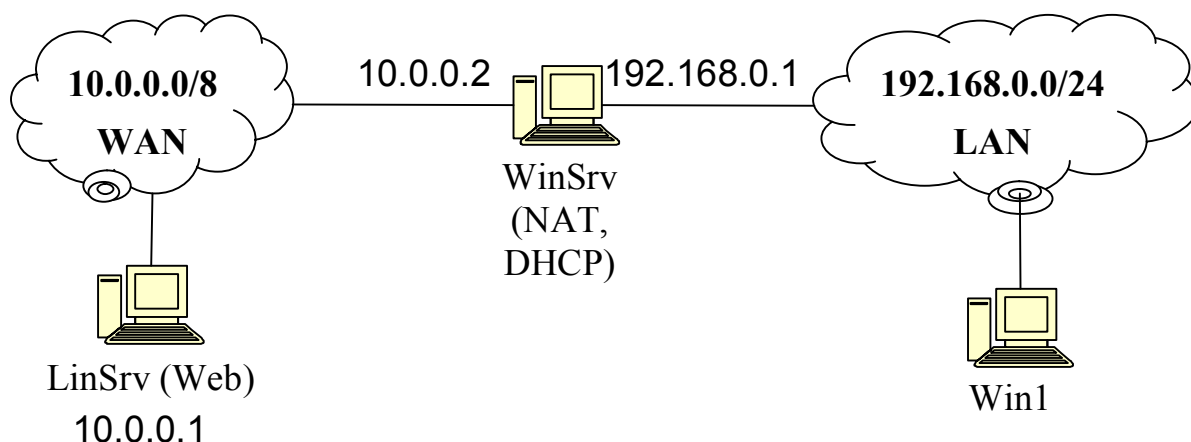 10.0.0.0/8
WAN
10.0.0.2
192.168.0.1
192.168.0.0/24
LAN
WinSrv
(NAT,
DHCP)
LinSrv (Web)
10.0.0.1
Win1